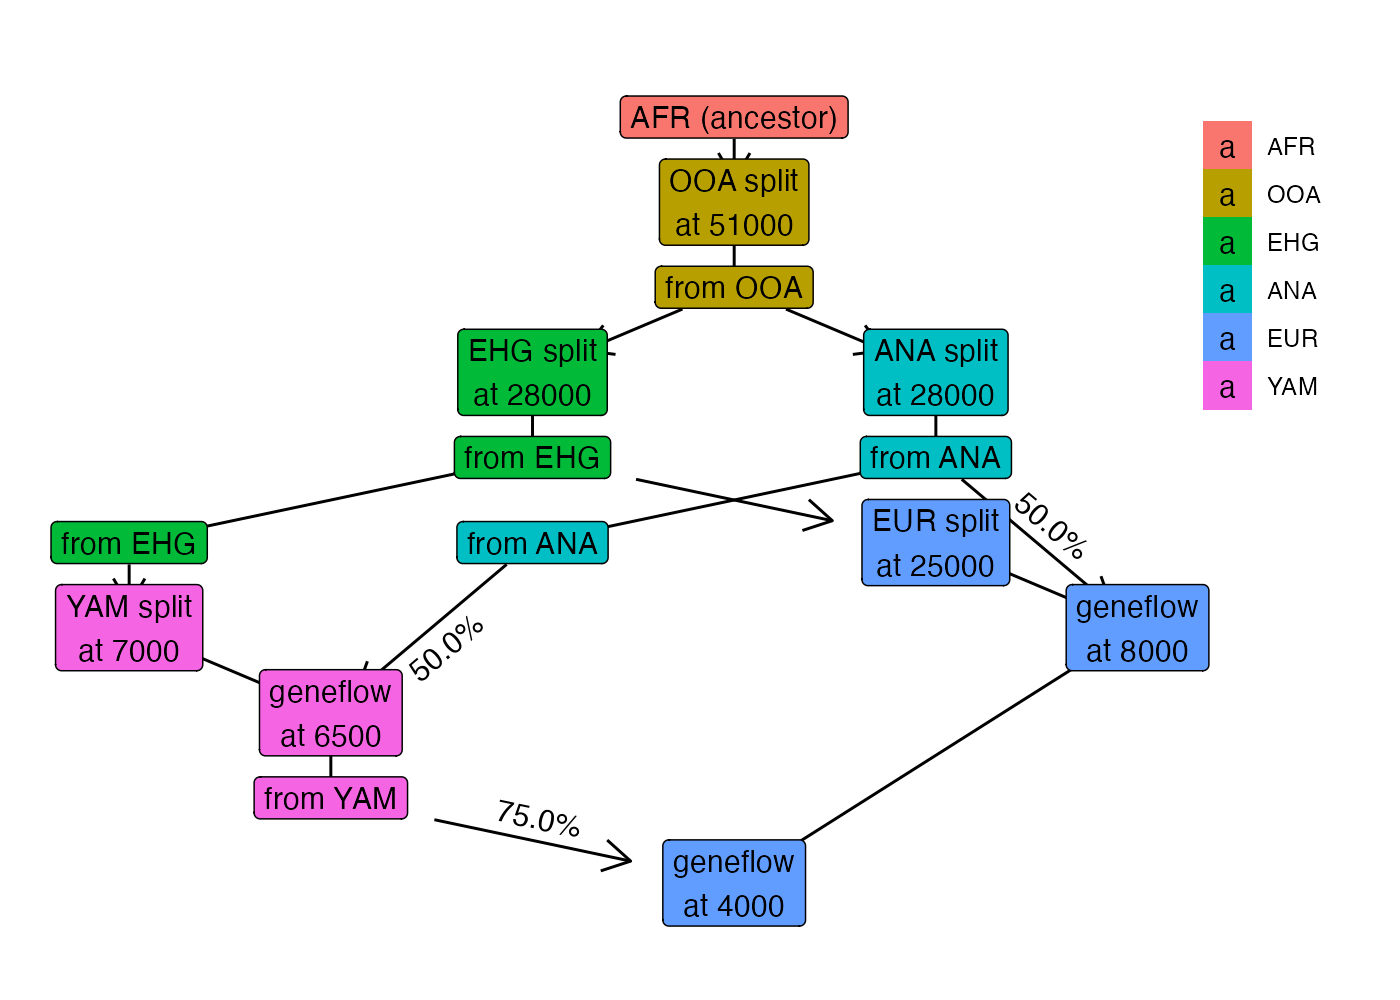 AFR (ancestor)
OOA split
at 51000
from OOA
EHG split
at 28000
ANA split
at 28000
from EHG
from ANA
EUR split
at 25000
50.0%
from EHG
from ANA
YAM split
at 7000
geneflow
at 8000
50.0%
geneflow
at 6500
from YAM
75.0%
geneflow
at 4000
a AFR
a OOA
a EHG
a ANA
a EUR
a YAM